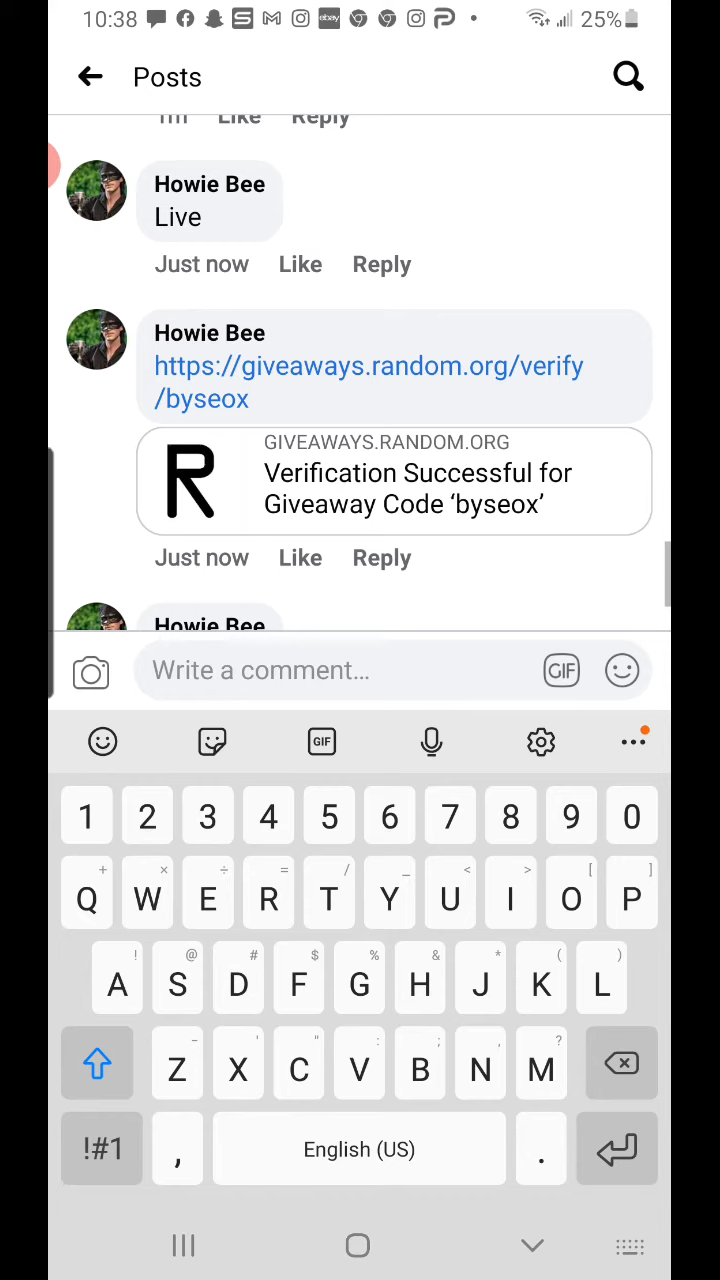 10:38 25%
Posts
1m Like Reply
Howie Bee
Live
Just now Like Reply
Howie Bee
https://giveaways.random.org/verify
/byseox
GIVEAWAYS.RANDOM.ORG
R Verification Successful for
Giveaway Code ‘byseox’
Just now Like Reply
Howie Bee
Write a comment... GIF
GIF
1 2 3 4 5 6 7 8 9 0
+ × ÷ = / _ < > [ ]
Q W E R T Y U I O P
! @ # $ % & * ( )
A S D F G H J K L
- ' " : ; , ?
Z X C V B N M
!#1 , English (US) .